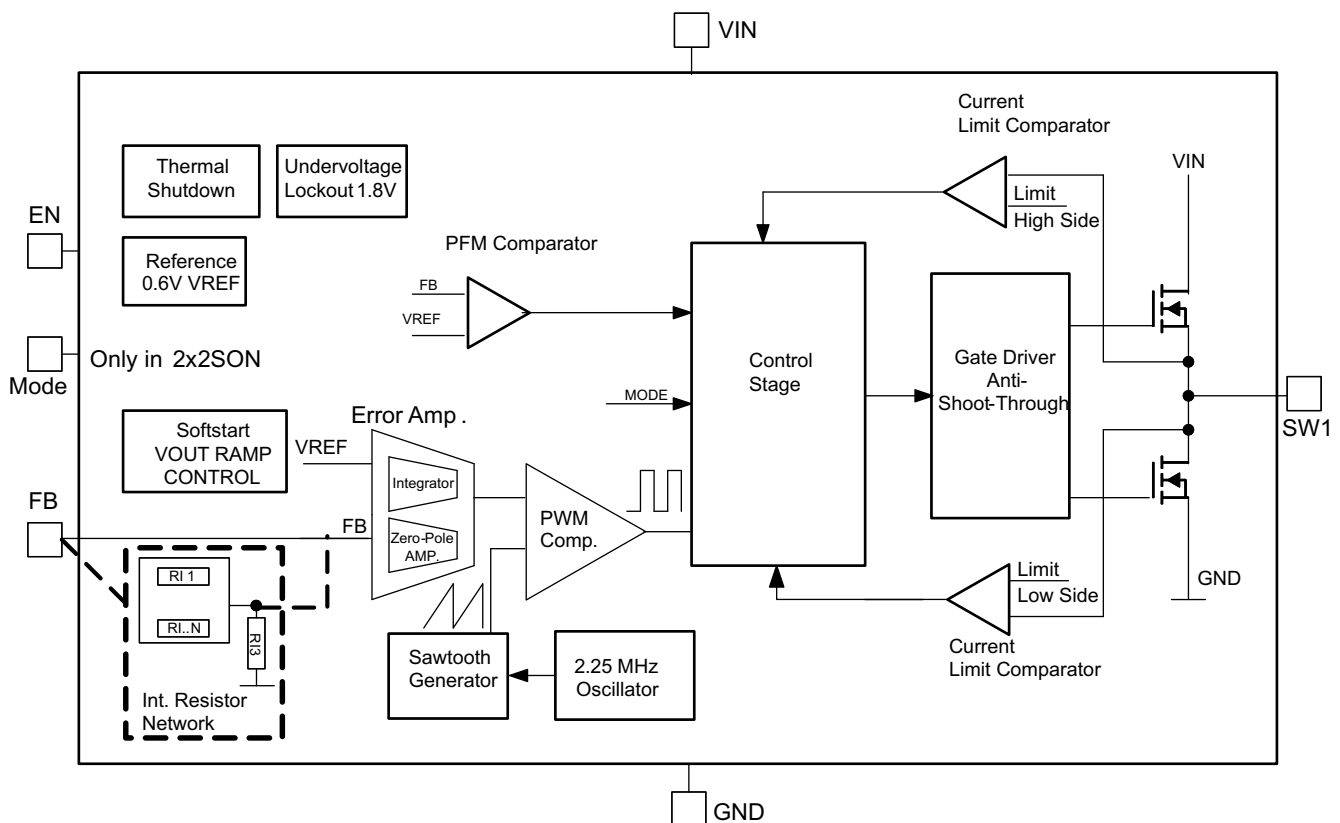 VIN
Current
Limit Comparator
VIN
Thermal
Shutdown
Undervoltage
Lockout 1.8V
Limit
High Side
EN
Reference
0.6V VREF
PFM Comparator
FB
VREF
Mode
Only in 2x2SON
Control
Stage
Gate Driver
Anti-
Shoot-Through
MODE
SW1
Softstart
VOUT RAMP
CONTROL
Error Amp .
VREF
Integrator
FB
FB
Zero-Pole
AMP.
PWM
Comp.
RI 1
RI..N
RI3
Int. Resistor
Network
Sawtooth
Generator
2.25 MHz
Oscillator
Limit
Low Side
GND
Current
Limit Comparator
GND